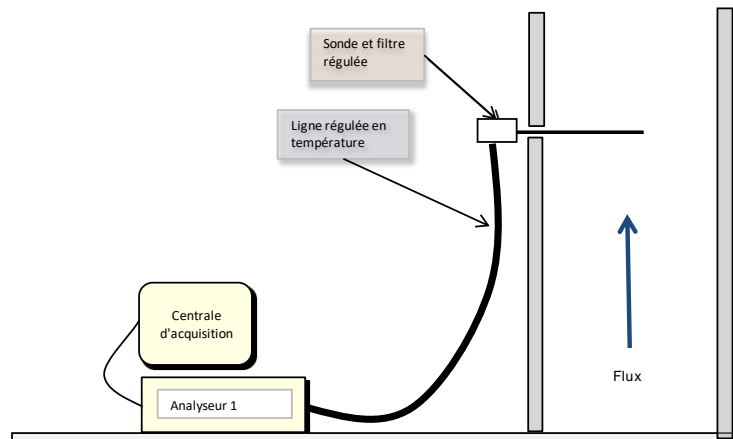 Sonde et filtre
régulée
Ligne régulée en
température
Centrale
d'acquisition
Analyseur 1
Flux